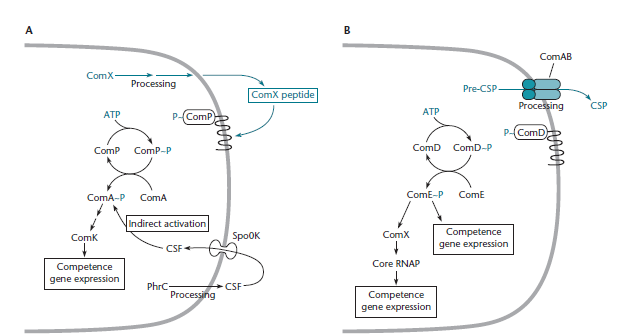 A
ComX
Processing
ComX peptide
ATP
P–ComP
ComP
ComP–P
ComA–P
ComA
Indirect activation
ComK
CSF
Spo0K
Competence
gene expression
PhrC
Processing
CSF
B
ComAB
Pre-CSP
Processing
CSP
ATP
P–ComD
ComD
ComD–P
ComE–P
ComE
ComX
Competence
gene expression
Core RNAP
Competence
gene expression